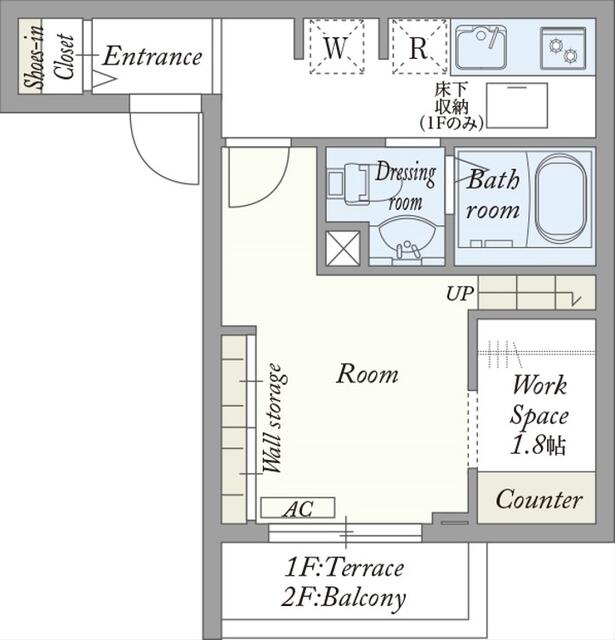 Shoes-in
Closet
Entrance
W
R
床下
収納
(1Fのみ)
Dressing
room
Bath
room
UP
Room
Wall storage
Work
Space
1.8帖
Counter
AC
1F:Terrace
2F:Balcony